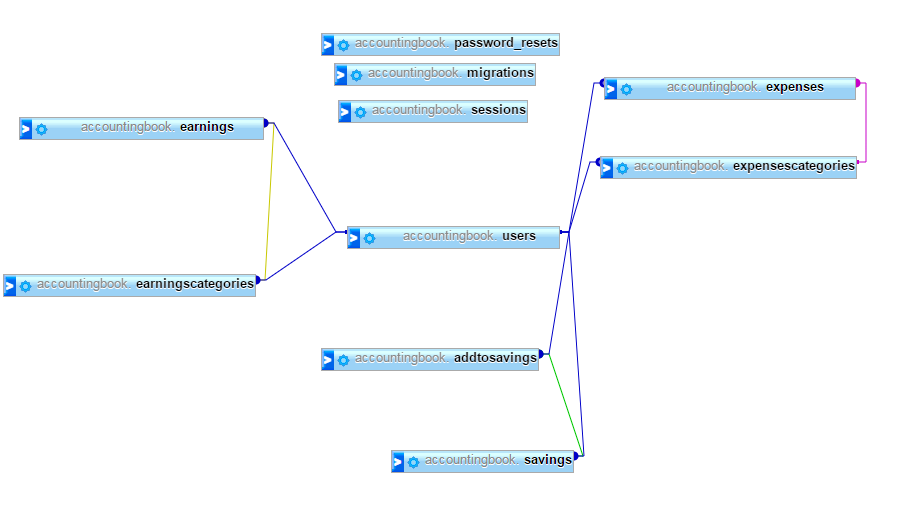 accountingbook. password_resets
accountingbook. migrations
accountingbook. expenses
accountingbook. sessions
accountingbook. earnings
accountingbook. expensescategories
accountingbook. users
accountingbook. earningscategories
accountingbook. addtosavings
accountingbook. savings